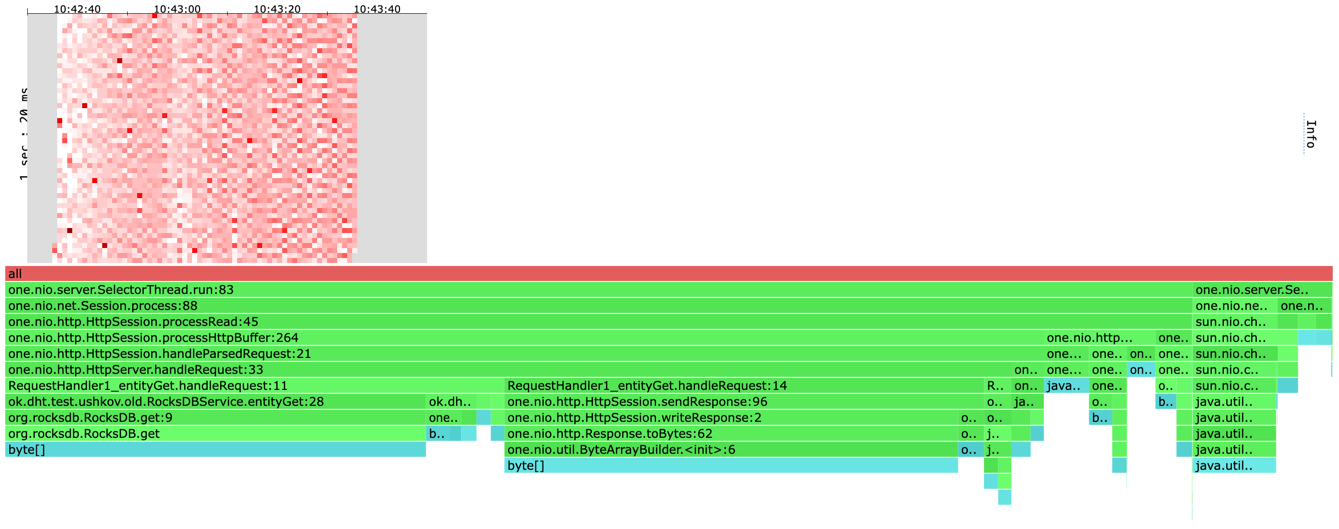 10:42:40 10:43:00 10:43:20 10:43:40
1 sec : 20 ms
Info
all
one.nio.server.SelectorThread.run:83 one.nio.server.Se..
one.nio.net.Session.process:88 one.nio.ne.. one.n..
one.nio.http.HttpSession.processRead:45 sun.nio.ch..
one.nio.http.HttpSession.processHttpBuffer:264 one.nio.http... one.. sun.nio.ch..
one.nio.http.HttpSession.handleParsedRequest:21 one... one.. on.. one.. sun.nio.ch..
one.nio.http.HttpServer.handleRequest:33 on.. one... one.. on.. one.. sun.nio.c..
RequestHandler1_entityGet.handleRequest:11 RequestHandler1_entityGet.handleRequest:14 R.. on.. java.. one.. o.. sun.nio.c..
ok.dht.test.ushkov.old.RocksDBService.entityGet:28 ok.dh.. one.nio.http.HttpSession.sendResponse:96 o.. ja.. o.. b.. java.util..
org.rocksdb.RocksDB.get:9 one.. one.nio.http.HttpSession.writeResponse:2 o.. o.. b.. java.util..
org.rocksdb.RocksDB.get b.. one.nio.http.Response.toBytes:62 o.. j.. java.util..
byte[] one.nio.util.ByteArrayBuilder.<init>:6 o.. j.. java.util..
byte[] java.util..